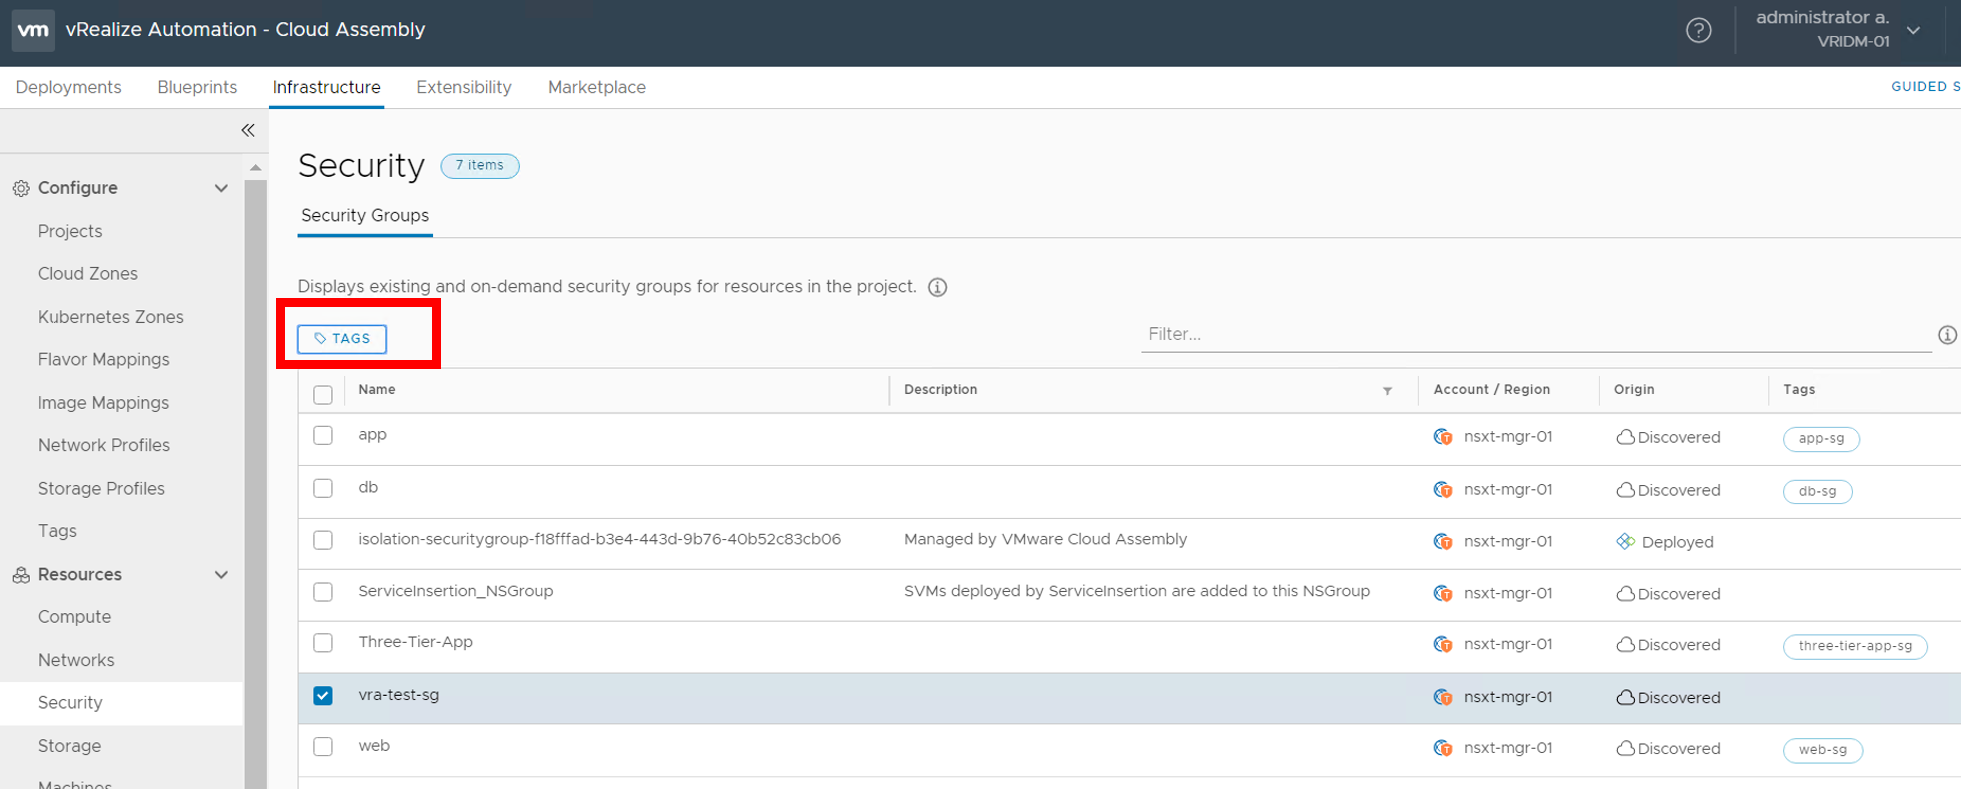 vm vRealize Automation - Cloud Assembly
administrator a.
VRIDM-01
Deployments Blueprints Infrastructure Extensibility Marketplace GUIDED S
Security 7 items
Configure
Projects
Cloud Zones
Kubernetes Zones
Flavor Mappings
Image Mappings
Network Profiles
Storage Profiles
Tags
Resources
Compute
Networks
Security
Storage
Machines
Security Groups
Displays existing and on-demand security groups for resources in the project.
TAGS
Filter...
Name Description Account / Region Origin Tags
app nsxt-mgr-01 Discovered app-sg
db nsxt-mgr-01 Discovered db-sg
isolation-securitygroup-f18fffad-b3e4-443d-9b76-40b52c83cb06 Managed by VMware Cloud Assembly nsxt-mgr-01 Deployed
ServiceInsertion_NSGroup SVMs deployed by ServiceInsertion are added to this NSGroup nsxt-mgr-01 Discovered
Three-Tier-App nsxt-mgr-01 Discovered three-tier-app-sg
vra-test-sg nsxt-mgr-01 Discovered
web nsxt-mgr-01 Discovered web-sg